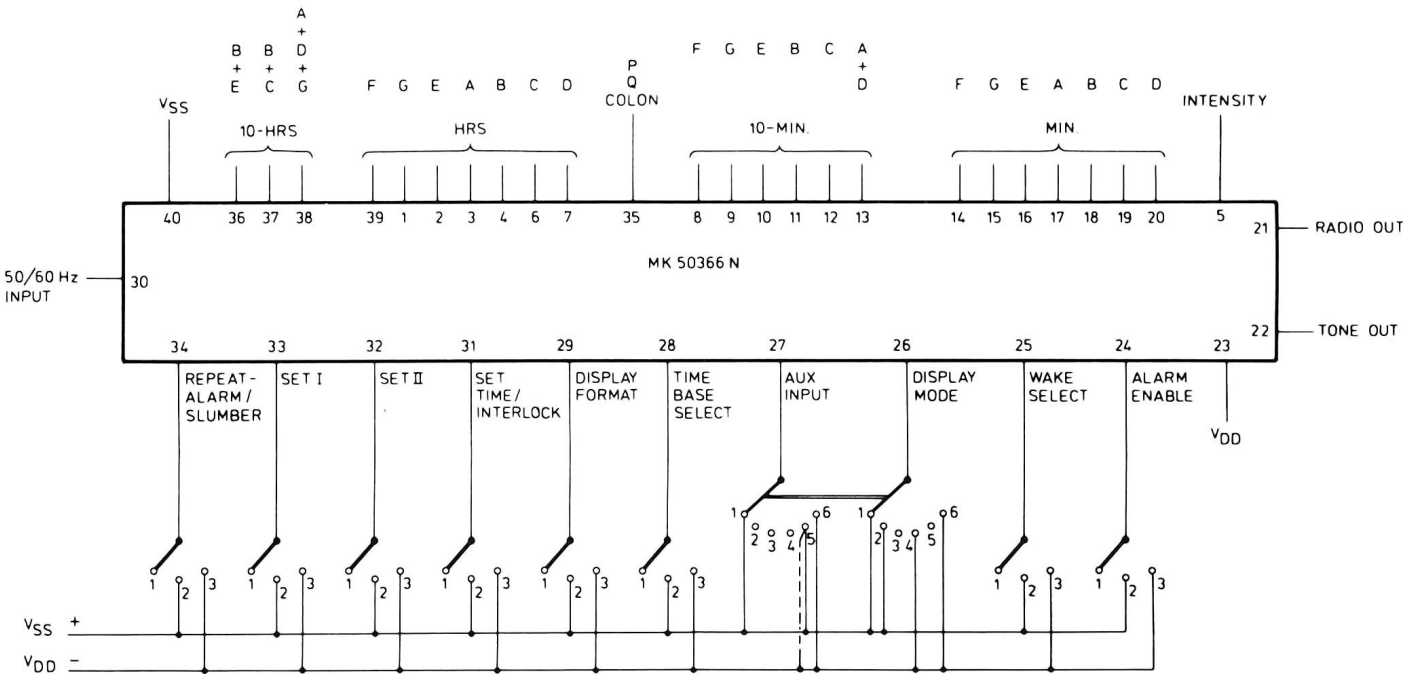 A
+
B B D
+ + +
E C G
F G E A B C D
P
Q
COLON
F G E B C A
+
D
F G E A B C D
VSS
10-HRS
HRS
10-MIN.
MIN.
INTENSITY
40 36 37 38 39 1 2 3 4 6 7 35 8 9 10 11 12 13 14 15 16 17 18 19 20 5
21 RADIO OUT
MK 50366 N
50/60 Hz
INPUT
30
22 TONE OUT
34 33 32 31 29 28 27 26 25 24 23
REPEAT-
ALARM/
SLUMBER
SET I
SET II
SET
TIME/
INTERLOCK
DISPLAY
FORMAT
TIME
BASE
SELECT
AUX
INPUT
DISPLAY
MODE
WAKE
SELECT
ALARM
ENABLE
VDD
1 2 3 4 5 6
1 2 3 4 5 6
1 2 3
1 2 3
1 2 3
1 2 3
1 2 3
1 2 3
1 2 3
1 2 3
VSS +
VDD -